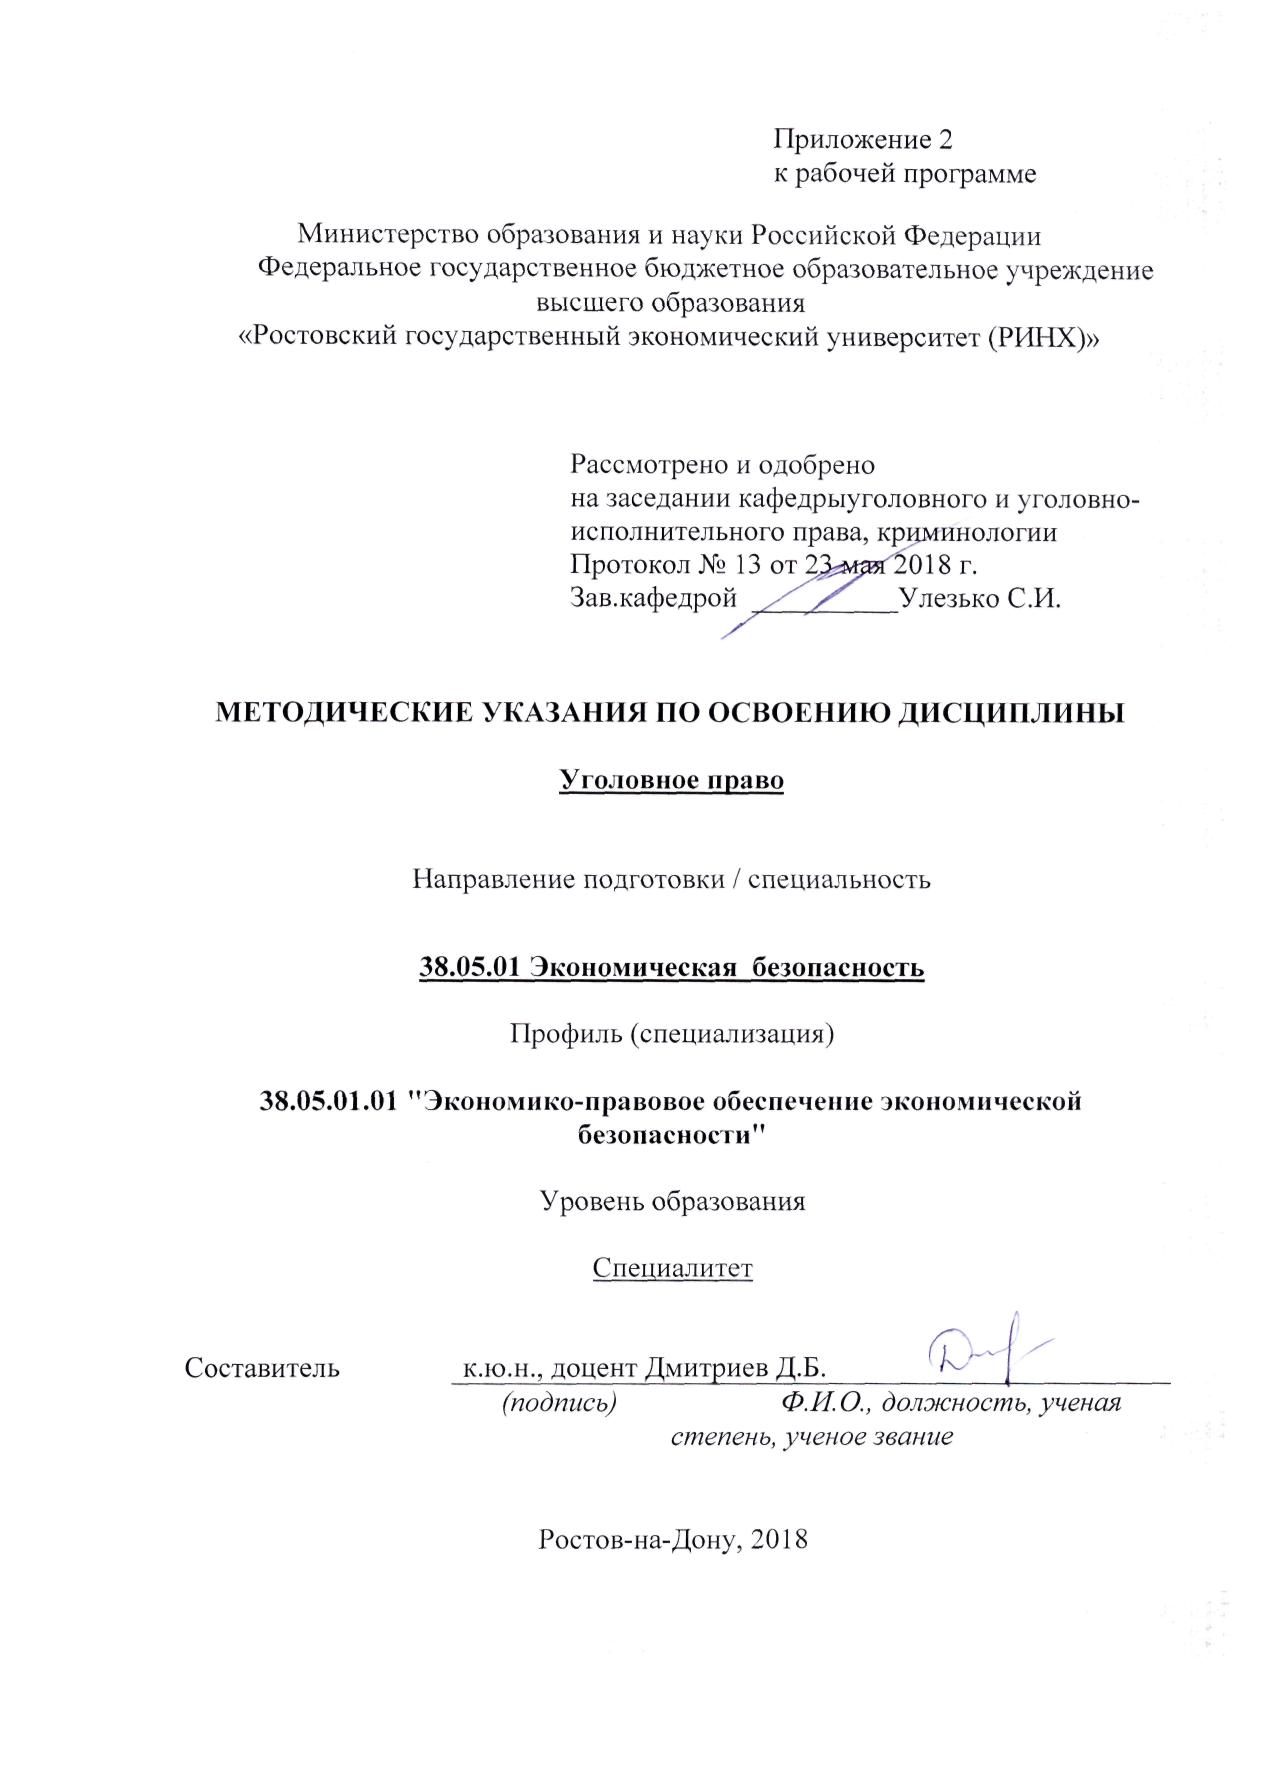 Приложение 2
к рабочей программе
Министерство образования и науки Российской Федерации
Федеральное государственное бюджетное образовательное учреждение
высшего образования
«Ростовский государственный экономический университет (РИНХ)»
Рассмотрено и одобрено
на заседании кафедрыуголовного и уголовно-
исполнительного права, криминологии
Протокол № 13 от 23 мая 2018 г.
Зав.кафедрой __________Улезько С.И.
МЕТОДИЧЕСКИЕ УКАЗАНИЯ ПО ОСВОЕНИЮ ДИСЦИПЛИНЫ
Уголовное право
Направление подготовки / специальность
38.05.01 Экономическая безопасность
Профиль (специализация)
38.05.01.01 "Экономико-правовое обеспечение экономической
безопасности"
Уровень образования
Специалитет
Составитель к.ю.н., доцент Дмитриев Д.Б.
(подпись) Ф.И.О., должность, ученая
степень, ученое звание
Ростов-на-Дону, 2018